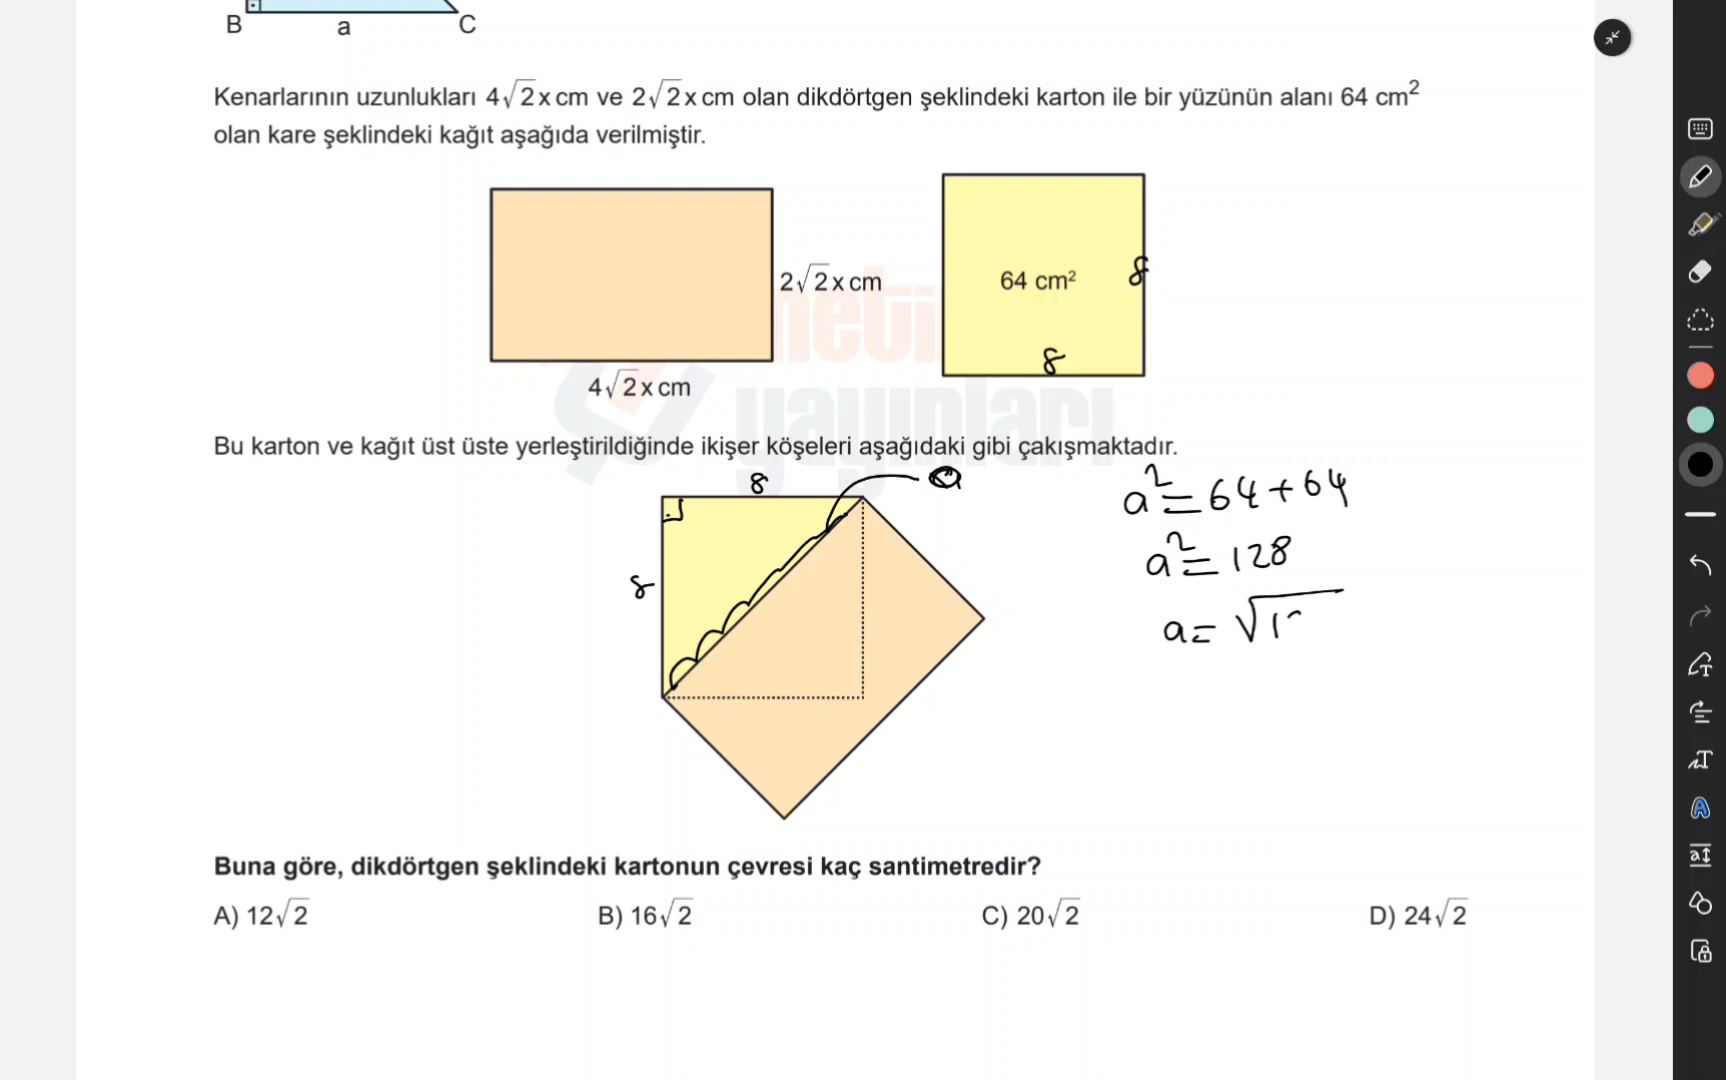 B a C
Kenarlarının uzunlukları 4√2x cm ve 2√2x cm olan dikdörtgen şeklindeki karton ile bir yüzünün alanı 64 cm²
olan kare şeklindeki kağıt aşağıda verilmiştir.
2√2x cm
64 cm²
8
8
4√2x cm
neti
yayınları
Bu karton ve kağıt üst üste yerleştirildiğinde ikişer köşeleri aşağıdaki gibi çakışmaktadır.
8
a
8
a² = 64 + 64
a² = 128
a = √1
Buna göre, dikdörtgen şeklindeki kartonun çevresi kaç santimetredir?
A) 12√2 B) 16√2 C) 20√2 D) 24√2